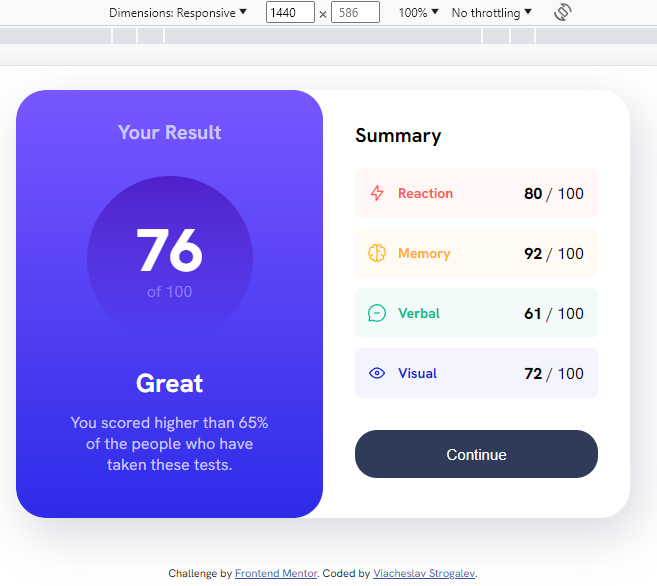 Dimensions: Responsive 1440 × 586 100% No throttling
Your Result
76
of 100
Great
You scored higher than 65%
of the people who have
taken these tests.
Summary
Reaction 80 / 100
Memory 92 / 100
Verbal 61 / 100
Visual 72 / 100
Continue
Challenge by Frontend Mentor. Coded by Viacheslav Strogalev.